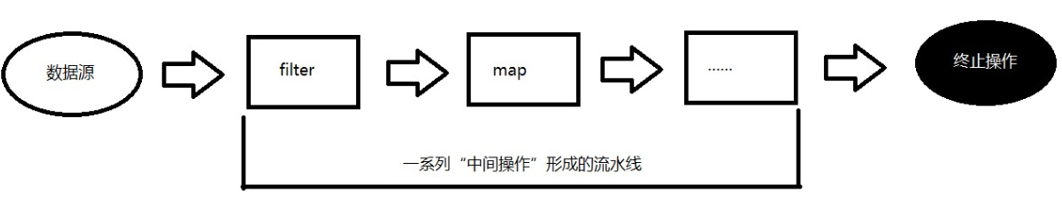 数据源
filter
map
......
终止操作
一系列“中间操作”形成的流水线